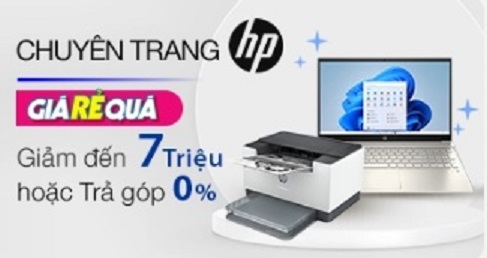 CHUYÊN TRANG hp
GIÁ RẺ QUÁ
Giảm đến 7 Triệu
hoặc Trả góp 0%